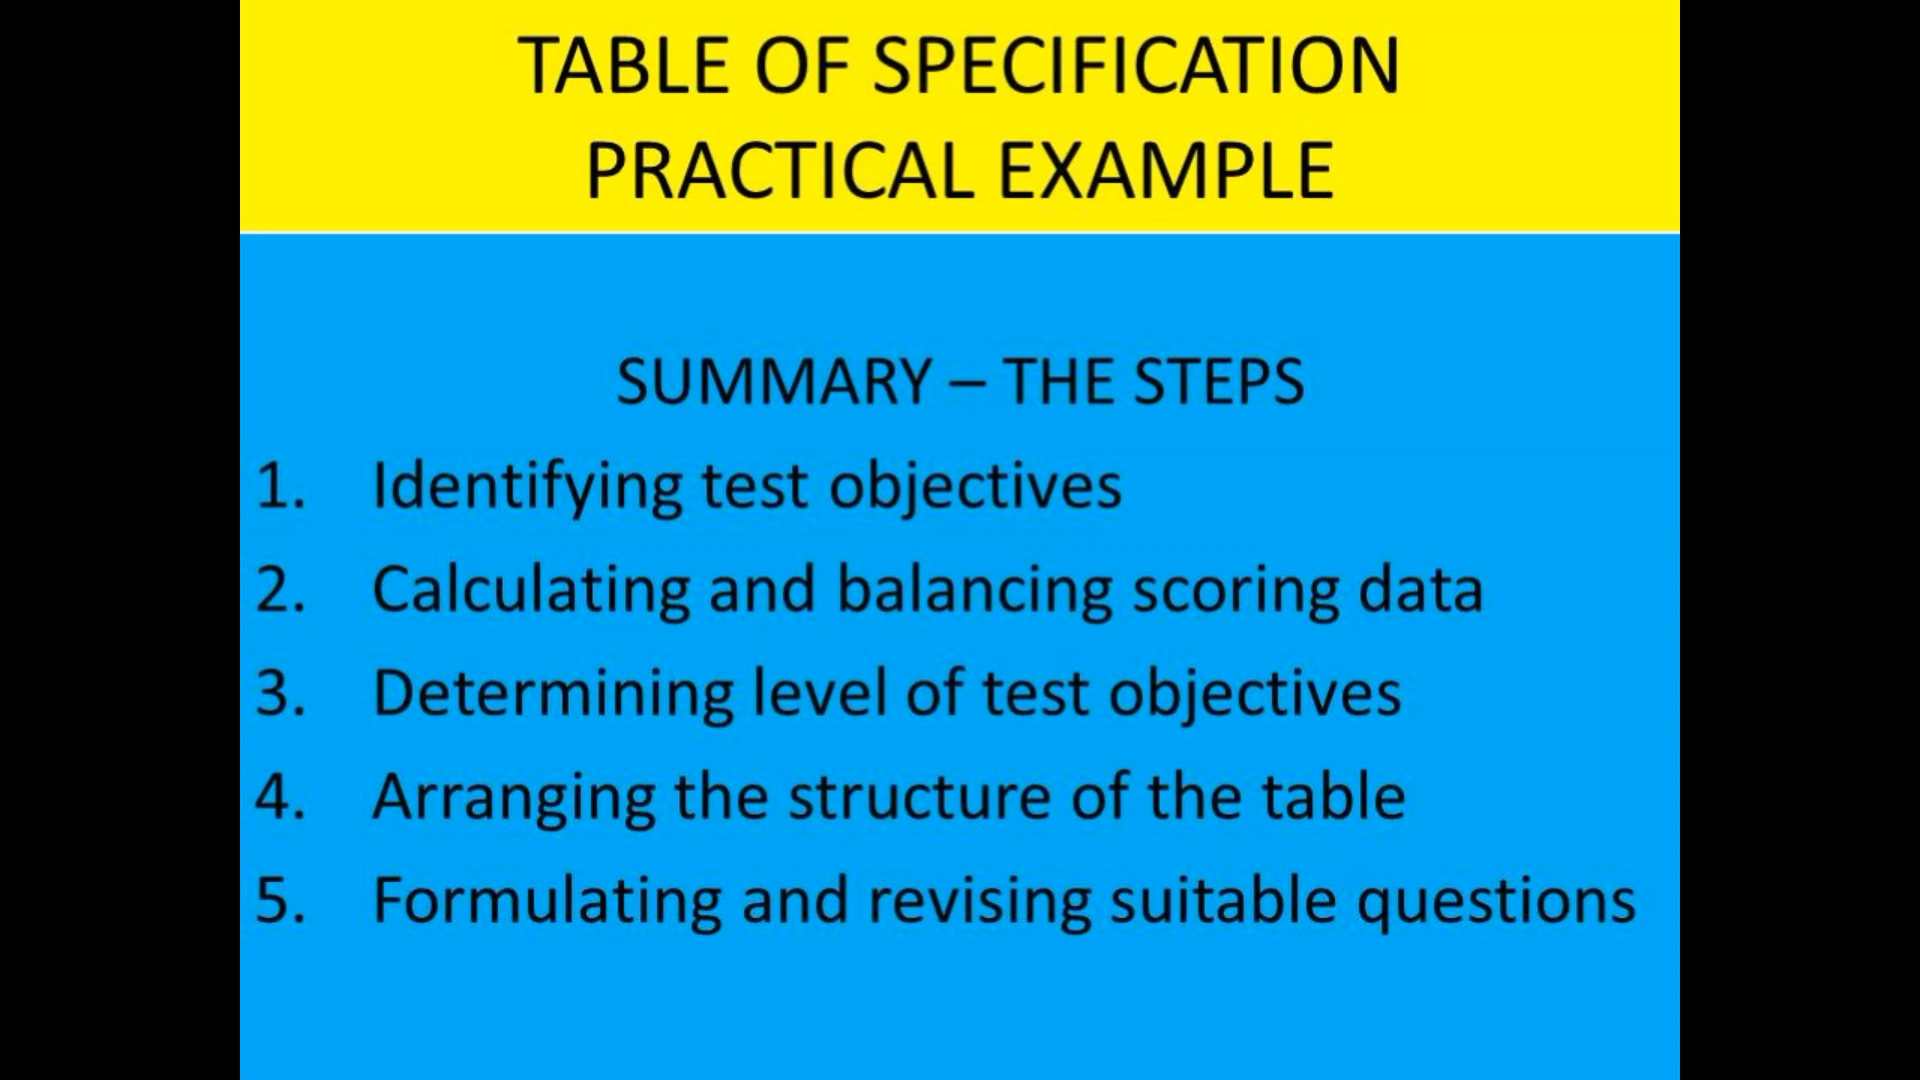 TABLE OF SPECIFICATION
PRACTICAL EXAMPLE
SUMMARY – THE STEPS
1. Identifying test objectives
2. Calculating and balancing scoring data
3. Determining level of test objectives
4. Arranging the structure of the table
5. Formulating and revising suitable questions